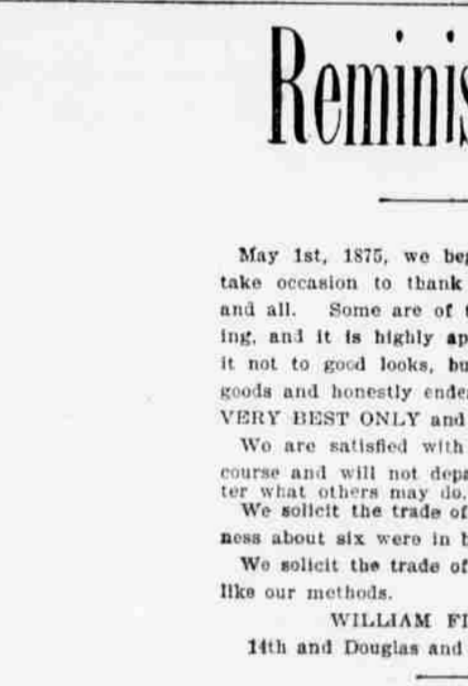 Reminis
May 1st, 1875, we beg
take occasion to thank
and all. Some are of t
ing, and it is highly ap
it not to good looks, bu
goods and honestly ende
VERY BEST ONLY and
We are satisfied with
course and will not depa
ter what others may do.
We solicit the trade of
ness about six were in b
We solicit the trade of
like our methods.
WILLIAM FI
14th and Douglas and